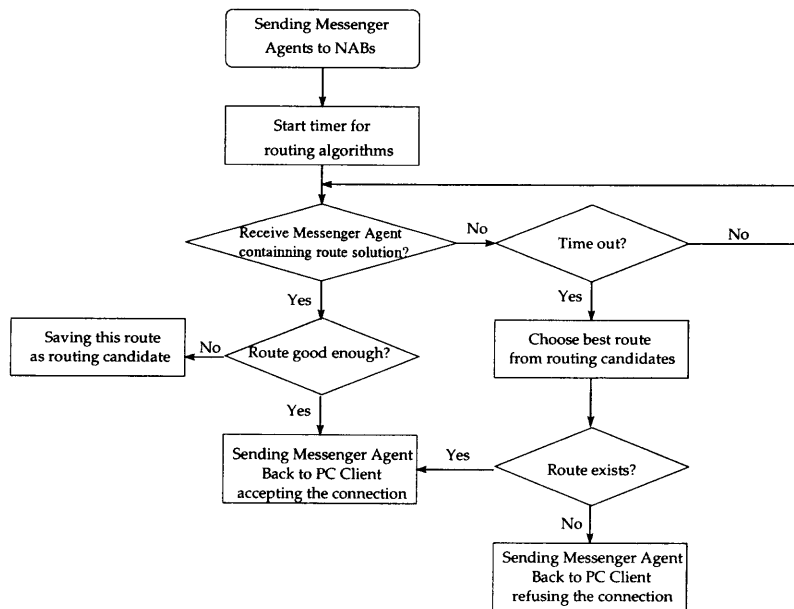 Sending Messenger
Agents to NABs
Start timer for
routing algorithms
Receive Messenger Agent
containning route solution?
No
Time out?
No
Yes
Yes
Saving this route
as routing candidate
No
Route good enough?
Choose best route
from routing candidates
Yes
Sending Messenger Agent
Back to PC Client
accepting the connection
Yes
Route exists?
No
Sending Messenger Agent
Back to PC Client
refusing the connection